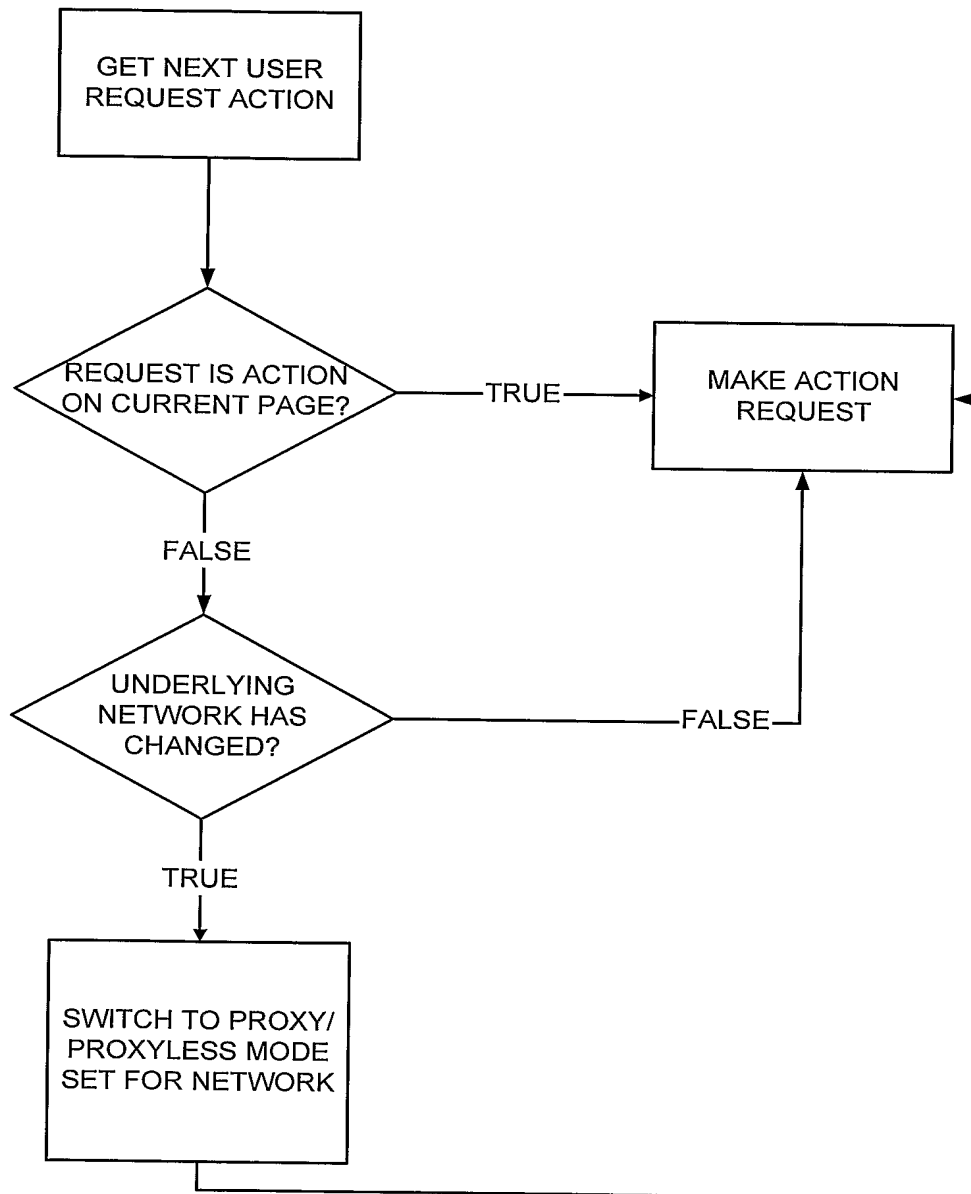 GET NEXT USER
REQUEST ACTION
REQUEST IS ACTION
ON CURRENT PAGE?
TRUE
MAKE ACTION
REQUEST
FALSE
UNDERLYING
NETWORK HAS
CHANGED?
FALSE
TRUE
SWITCH TO PROXY/
PROXYLESS MODE
SET FOR NETWORK